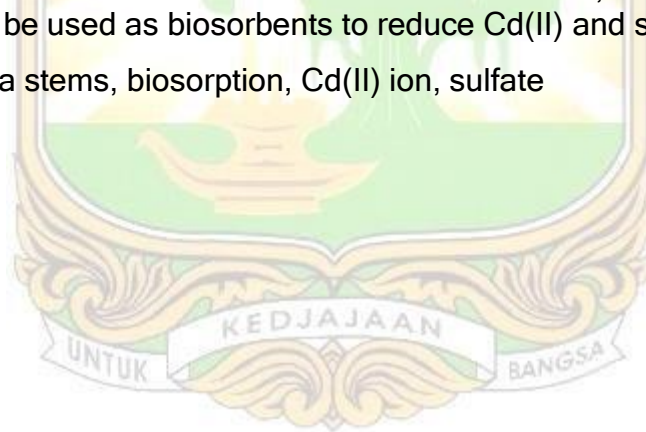 be used as biosorbents to reduce Cd(II) and s
a stems, biosorption, Cd(II) ion, sulfate
UNTUK KEDJAJAAN BANGSA